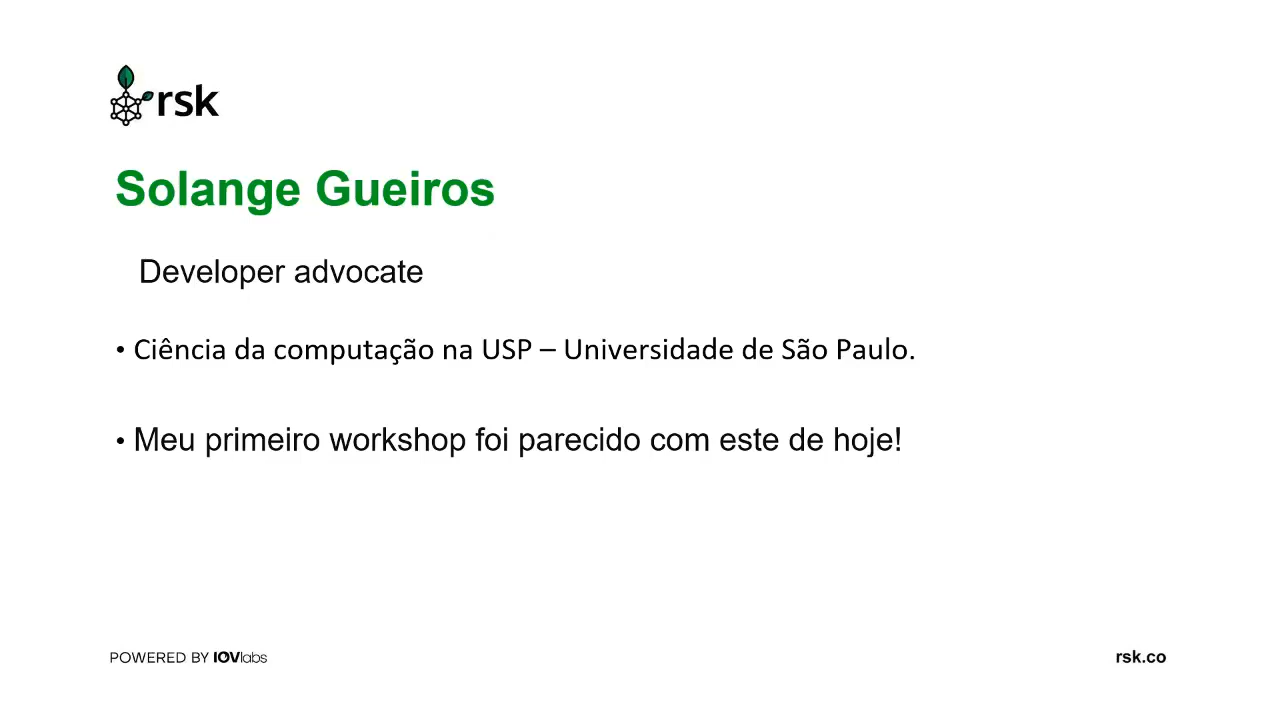 rsk
Solange Gueiros
Developer advocate
• Ciência da computação na USP – Universidade de São Paulo.
• Meu primeiro workshop foi parecido com este de hoje!
POWERED BY IOVlabs
rsk.co